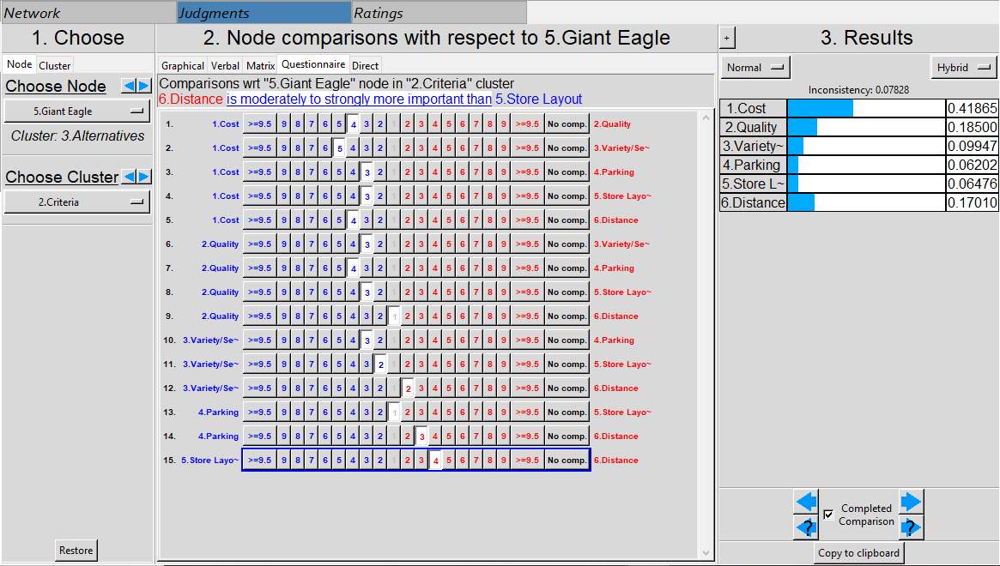 Network Judgments Ratings
1. Choose 2. Node comparisons with respect to 5.Giant Eagle + 3. Results
Node Cluster Graphical Verbal Matrix Questionnaire Direct Normal Hybrid
Choose Node Comparisons wrt "5.Giant Eagle" node in "2.Criteria" cluster Inconsistency: 0.07828
6.Distance is moderately to strongly more important than 5.Store Layout
5.Giant Eagle
Cluster: 3.Alternatives
Choose Cluster
2.Criteria
Restore
1. 1.Cost >=9.5 9 8 7 6 5 4 3 2 1 2 3 4 5 6 7 8 9 >=9.5 No comp. 2.Quality
2. 1.Cost >=9.5 9 8 7 6 5 4 3 2 1 2 3 4 5 6 7 8 9 >=9.5 No comp. 3.Variety/Se~
3. 1.Cost >=9.5 9 8 7 6 5 4 3 2 1 2 3 4 5 6 7 8 9 >=9.5 No comp. 4.Parking
4. 1.Cost >=9.5 9 8 7 6 5 4 3 2 1 2 3 4 5 6 7 8 9 >=9.5 No comp. 5.Store Layo~
5. 1.Cost >=9.5 9 8 7 6 5 4 3 2 1 2 3 4 5 6 7 8 9 >=9.5 No comp. 6.Distance
6. 2.Quality >=9.5 9 8 7 6 5 4 3 2 1 2 3 4 5 6 7 8 9 >=9.5 No comp. 3.Variety/Se~
7. 2.Quality >=9.5 9 8 7 6 5 4 3 2 1 2 3 4 5 6 7 8 9 >=9.5 No comp. 4.Parking
8. 2.Quality >=9.5 9 8 7 6 5 4 3 2 1 2 3 4 5 6 7 8 9 >=9.5 No comp. 5.Store Layo~
9. 2.Quality >=9.5 9 8 7 6 5 4 3 2 1 2 3 4 5 6 7 8 9 >=9.5 No comp. 6.Distance
10. 3.Variety/Se~ >=9.5 9 8 7 6 5 4 3 2 1 2 3 4 5 6 7 8 9 >=9.5 No comp. 4.Parking
11. 3.Variety/Se~ >=9.5 9 8 7 6 5 4 3 2 1 2 3 4 5 6 7 8 9 >=9.5 No comp. 5.Store Layo~
12. 3.Variety/Se~ >=9.5 9 8 7 6 5 4 3 2 1 2 3 4 5 6 7 8 9 >=9.5 No comp. 6.Distance
13. 4.Parking >=9.5 9 8 7 6 5 4 3 2 1 2 3 4 5 6 7 8 9 >=9.5 No comp. 5.Store Layo~
14. 4.Parking >=9.5 9 8 7 6 5 4 3 2 1 2 3 4 5 6 7 8 9 >=9.5 No comp. 6.Distance
15. 5.Store Layo~ >=9.5 9 8 7 6 5 4 3 2 1 2 3 4 5 6 7 8 9 >=9.5 No comp. 6.Distance
1.Cost 0.41865
2.Quality 0.18500
3.Variety~ 0.09947
4.Parking 0.06202
5.Store L~ 0.06476
6.Distance 0.17010
Completed
Comparison
? ?
Copy to clipboard